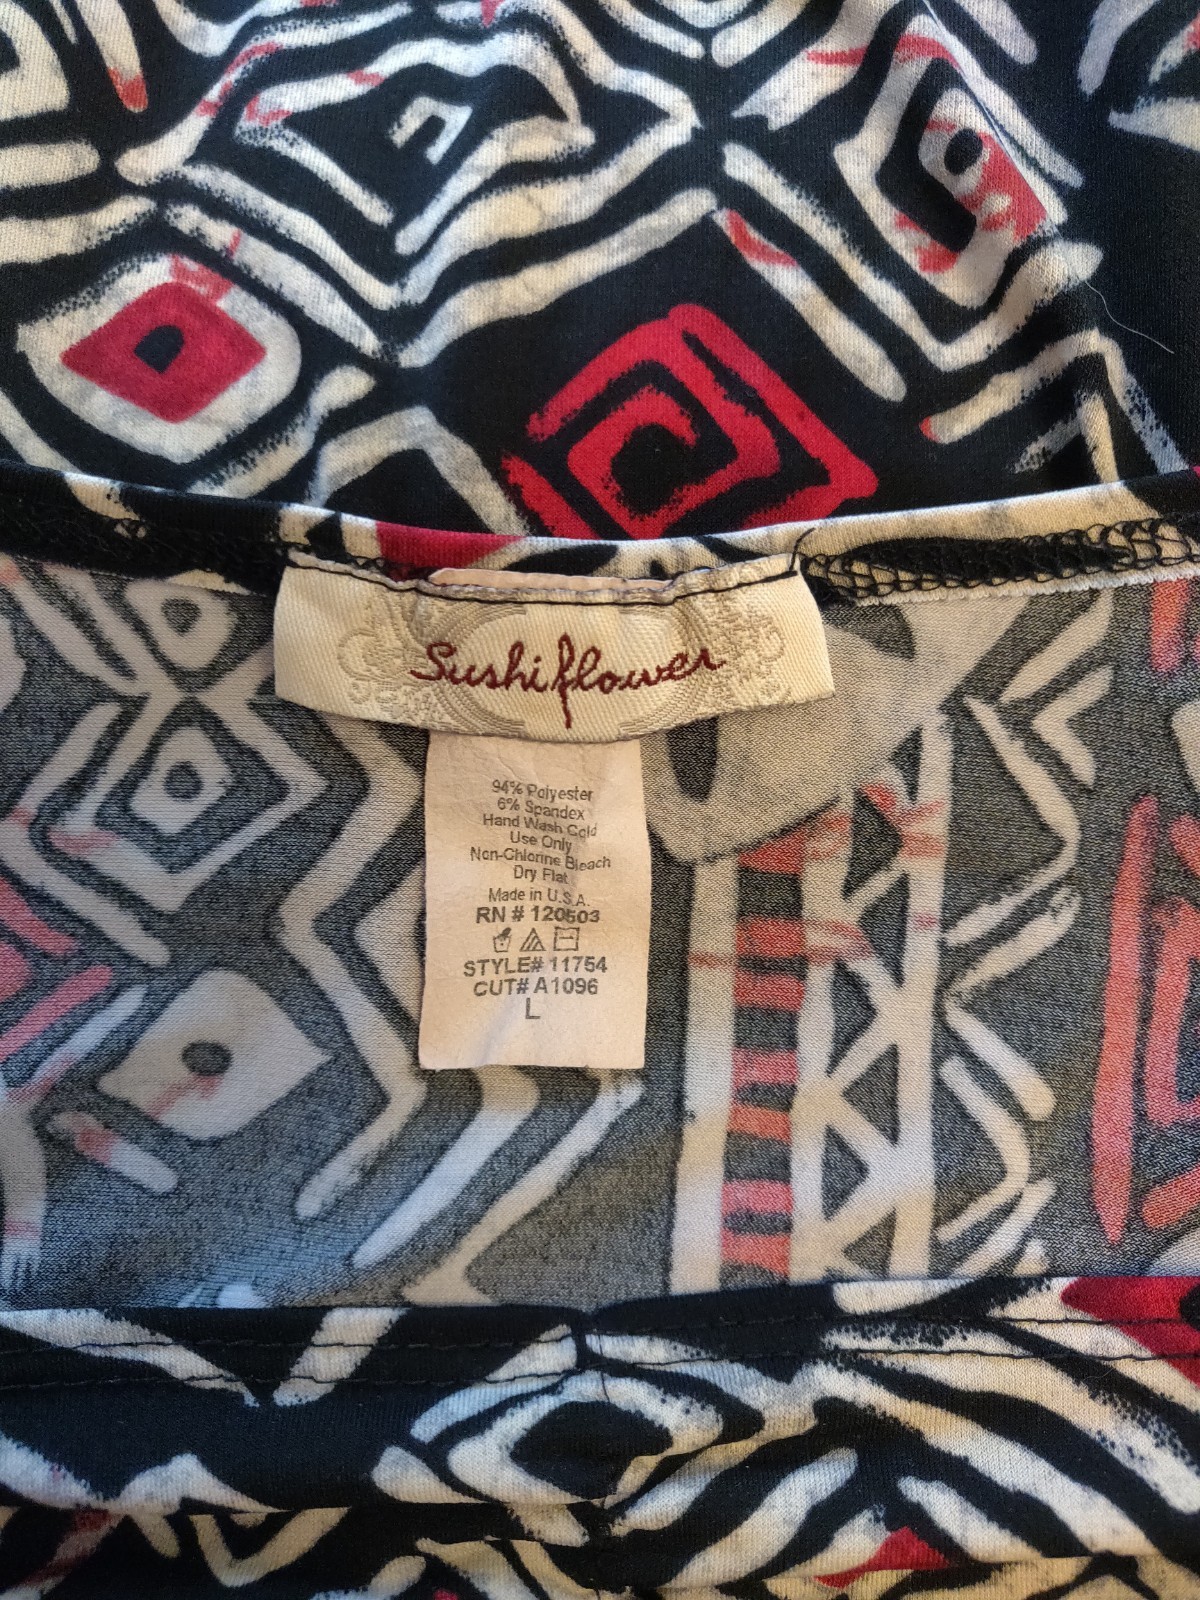 Sushiflower
94% Polyester
6% Spandex
Hand Wash Cold
Use Only
Non-Chlorine Bleach
Dry Flat
Made in U.S.A.
RN # 120503
STYLE# 11754
CUT# A1096
L